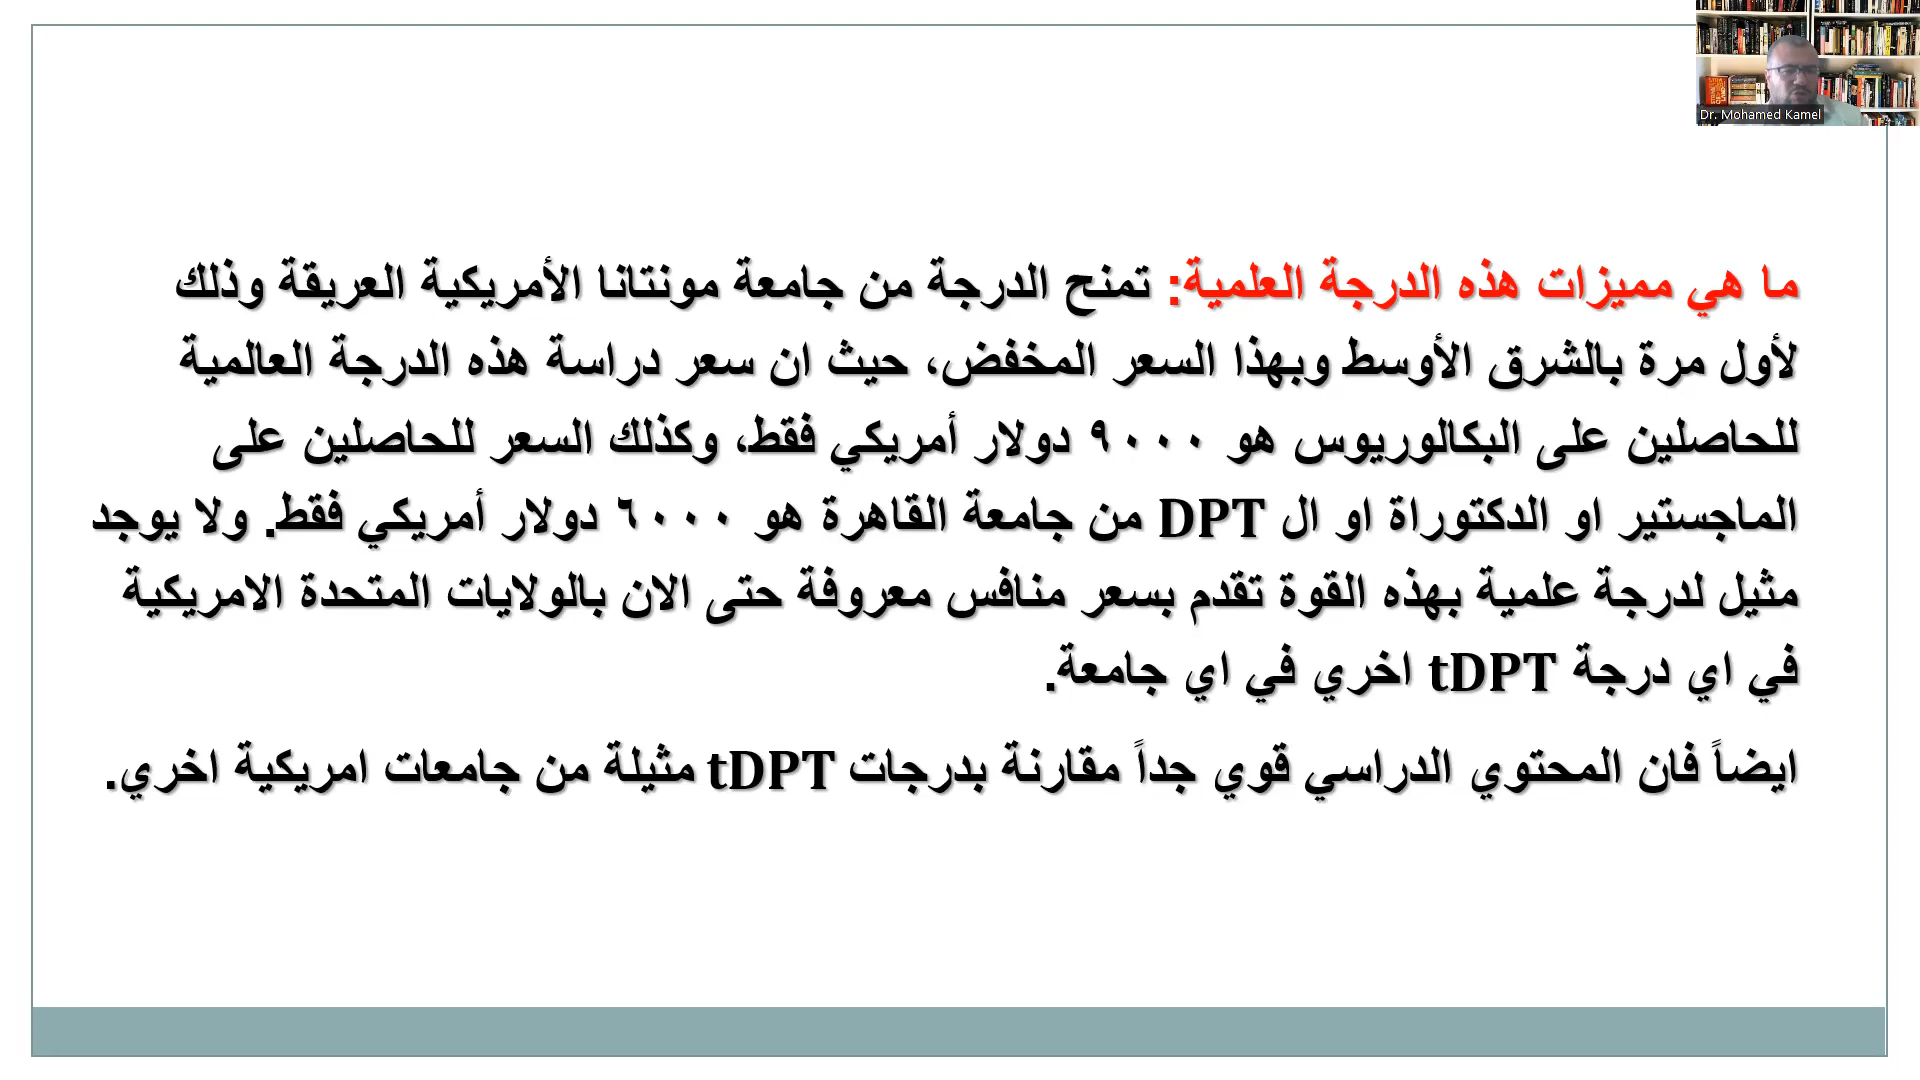 Dr. Mohamed Kamel
ما هي مميزات هذه الدرجة العلمية: تمنح الدرجة من جامعة مونتانا الأمريكية العريقة وذلك
لأول مرة بالشرق الأوسط وبهذا السعر المخفض، حيث ان سعر دراسة هذه الدرجة العالمية
للحاصلين على البكالوريوس هو ٩٠٠٠ دولار أمريكي فقط، وكذلك السعر للحاصلين على
الماجستير او الدكتوراة او ال DPT من جامعة القاهرة هو ٦٠٠٠ دولار أمريكي فقط. ولا يوجد
مثيل لدرجة علمية بهذه القوة تقدم بسعر منافس معروفة حتى الان بالولايات المتحدة الامريكية
في اي درجة tDPT اخري في اي جامعة.
ايضاً فان المحتوي الدراسي قوي جداً مقارنة بدرجات tDPT مثيلة من جامعات امريكية اخري.